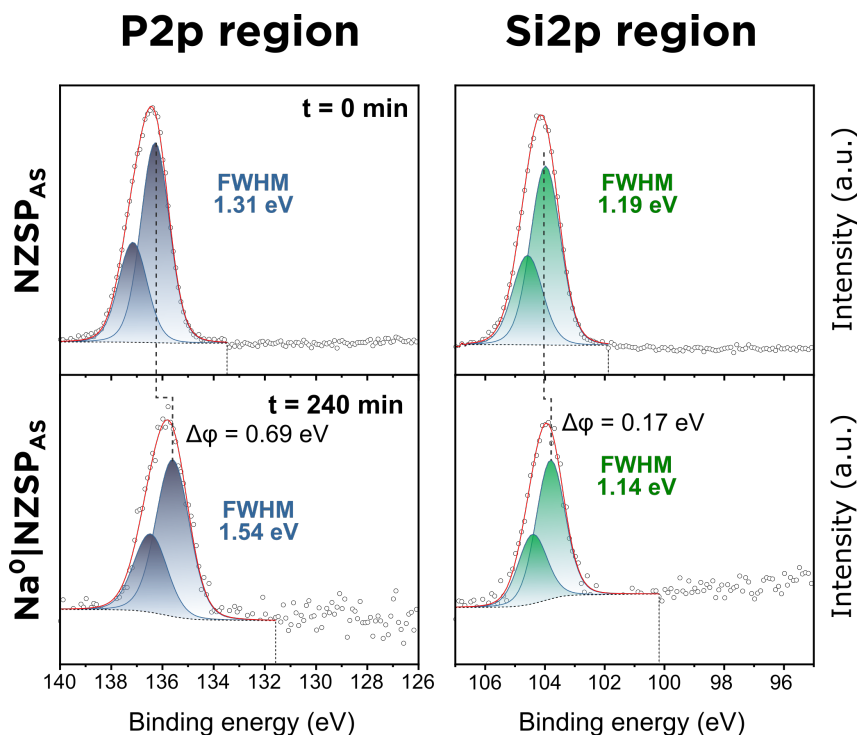 P2p region
Si2p region
t = 0 min
FWHM
1.31 eV
FWHM
1.19 eV
NZSPAS
Intensity (a.u.)
t = 240 min
Δφ = 0.69 eV
FWHM
1.54 eV
Δφ = 0.17 eV
FWHM
1.14 eV
Na⁰|NZSPAS
Intensity (a.u.)
140 138 136 134 132 130 128 126
106 104 102 100 98 96
Binding energy (eV)
Binding energy (eV)